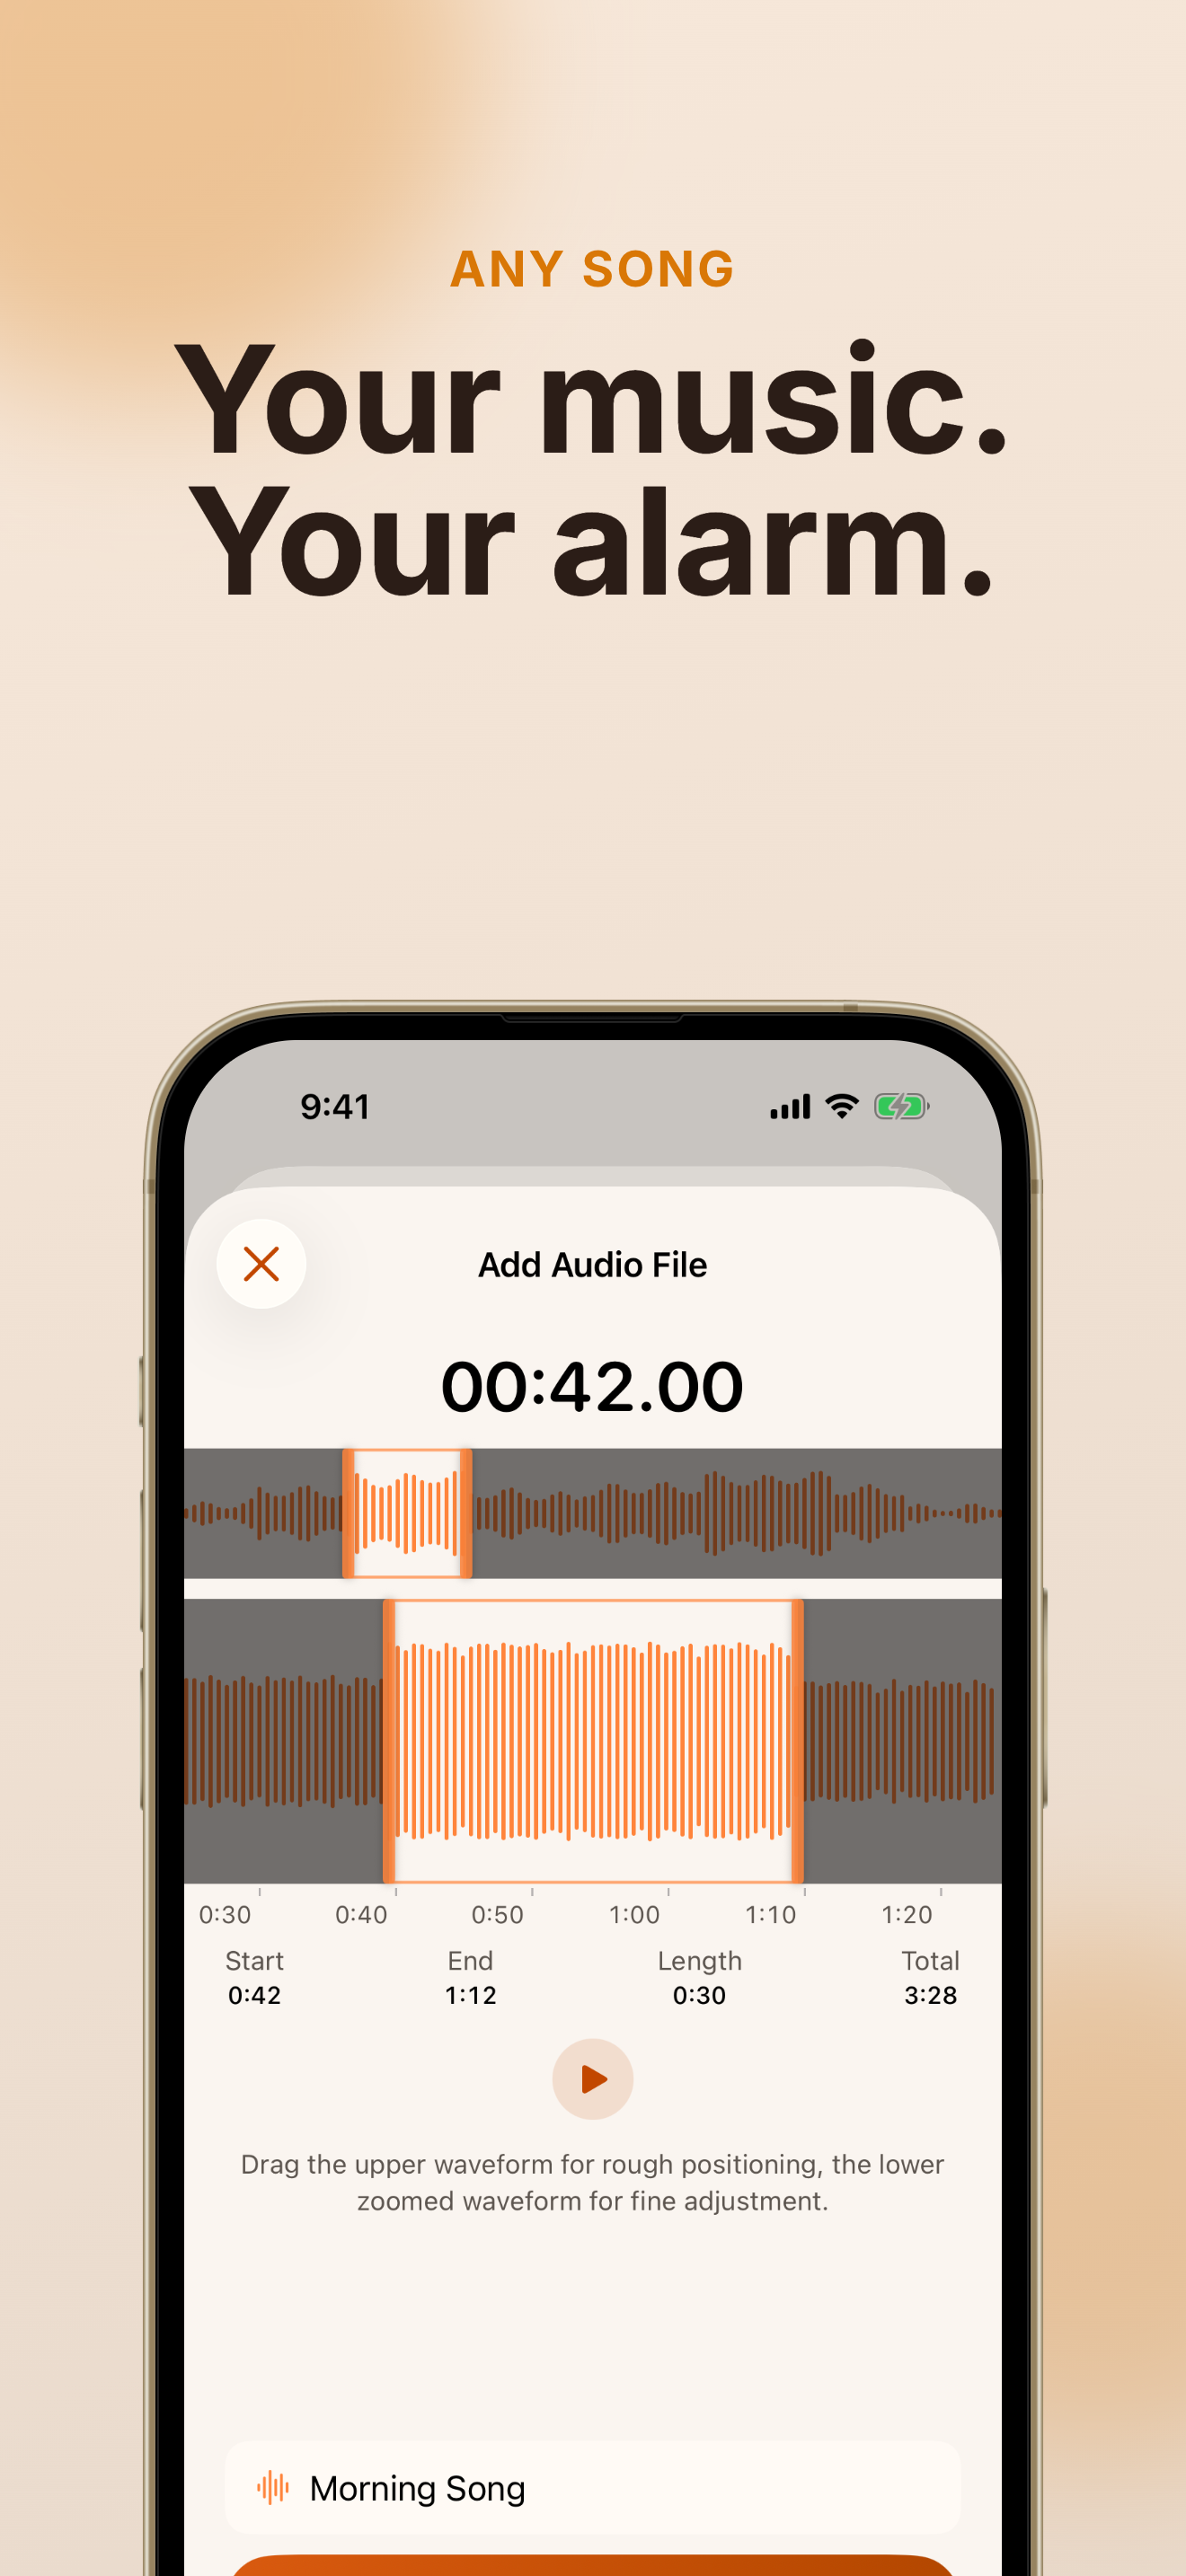 ANY SONG
Your music.
Your alarm.
9:41
Add Audio File
00:42.00
0:30 0:40 0:50 1:00 1:10 1:20
Start End Length Total
0:42 1:12 0:30 3:28
Drag the upper waveform for rough positioning, the lower
zoomed waveform for fine adjustment.
Morning Song